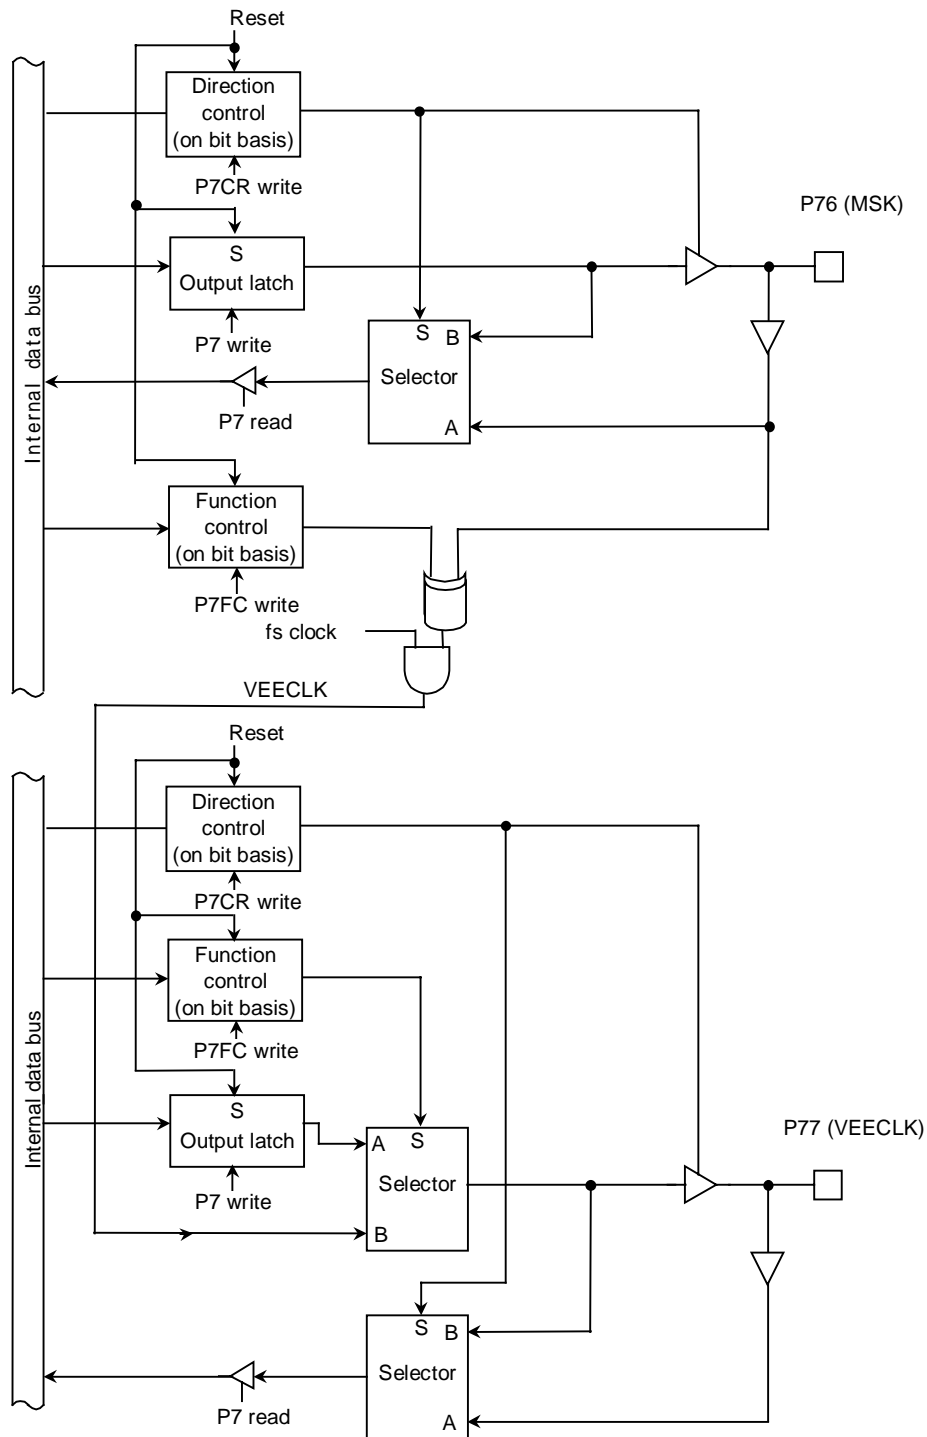 Reset
Direction
control
(on bit basis)
P7CR write
P76 (MSK)
S
Output latch
P7 write
S B
Selector
A
P7 read
Internal data bus
Function
control
(on bit basis)
P7FC write
fs clock
VEECLK
Reset
Direction
control
(on bit basis)
P7CR write
Function
control
(on bit basis)
P7FC write
Internal data bus
S
Output latch
P7 write
A S
Selector
B
P77 (VEECLK)
S B
Selector
A
P7 read